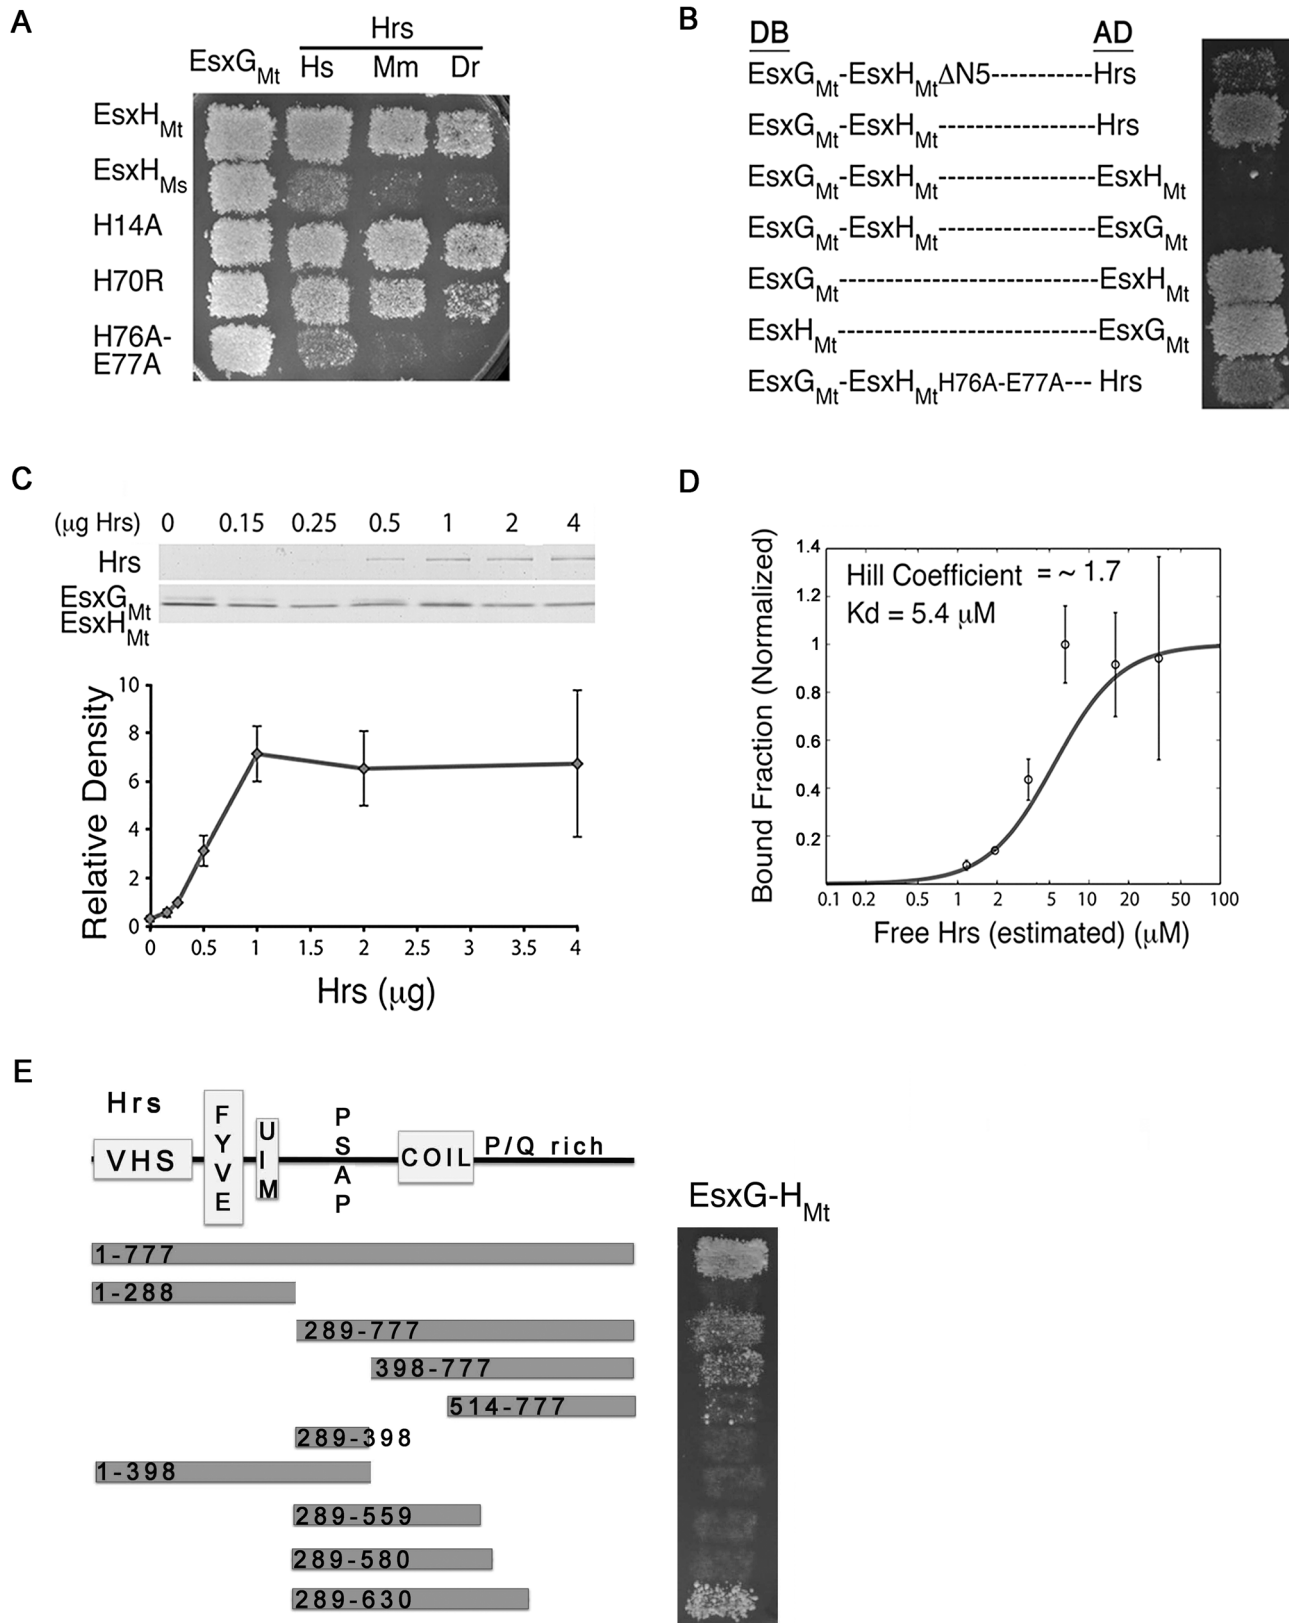 A
Hrs
EsxGMt Hs Mm Dr
EsxHMt
EsxHMs
H14A
H70R
H76A-
E77A
B
DB AD
EsxGMt-EsxHMtΔN5-----------Hrs
EsxGMt-EsxHMt----------------Hrs
EsxGMt-EsxHMt----------------EsxHMt
EsxGMt-EsxHMt----------------EsxGMt
EsxGMt--------------------------EsxHMt
EsxHMt--------------------------EsxGMt
EsxGMt-EsxHMtH76A-E77A--- Hrs
C
(μg Hrs) 0 0.15 0.25 0.5 1 2 4
Hrs
EsxGMt
EsxHMt
Relative Density
10
8
6
4
2
0
0 0.5 1 1.5 2 2.5 3 3.5 4
Hrs (μg)
D
Hill Coefficient = ~ 1.7
Kd = 5.4 μM
Bound Fraction (Normalized)
1.4
1.2
1
0.8
0.6
0.4
0.2
0.1 0.2 0.5 1 2 5 10 20 50 100
Free Hrs (estimated) (μM)
E
Hrs
VHS
FYVE
UIM
PSAP
COIL
P/Q rich
EsxG-HMt
1-777
1-288
289-777
398-777
514-777
289-398
1-398
289-559
289-580
289-630